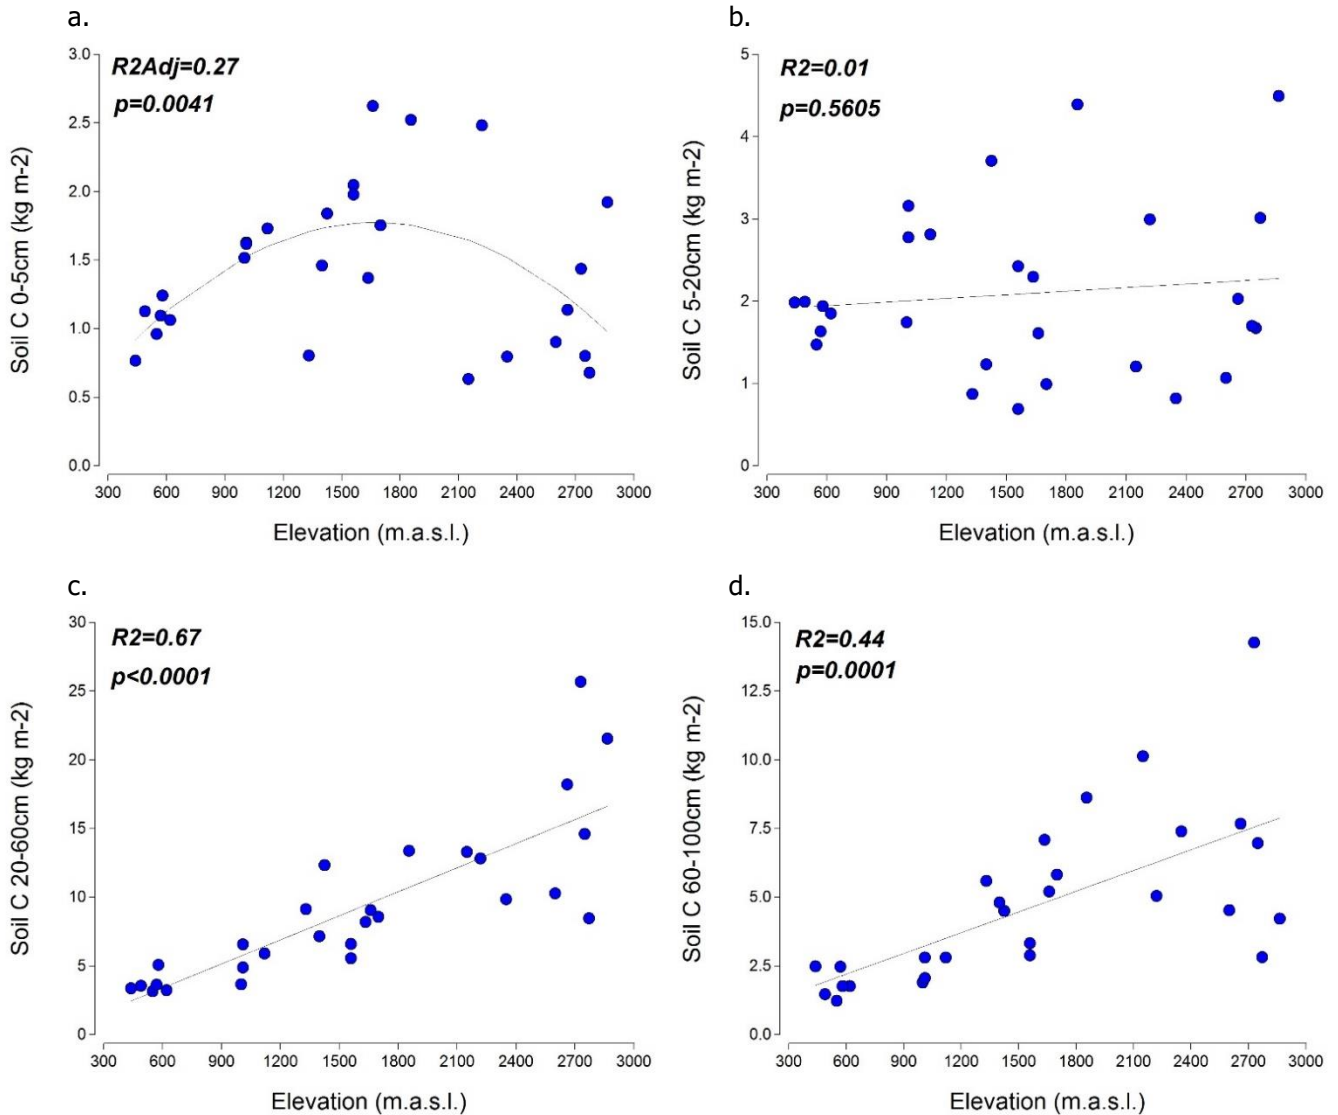 a.
R2Adj=0.27
p=0.0041
Soil C 0-5cm (kg m-2)
3.0
2.5
2.0
1.5
1.0
0.5
0.0
300 600 900 1200 1500 1800 2100 2400 2700 3000
Elevation (m.a.s.l.)
b.
R2=0.01
p=0.5605
Soil C 5-20cm (kg m-2)
5
4
3
2
1
0
300 600 900 1200 1500 1800 2100 2400 2700 3000
Elevation (m.a.s.l.)
c.
R2=0.67
p<0.0001
Soil C 20-60cm (kg m-2)
30
25
20
15
10
5
0
300 600 900 1200 1500 1800 2100 2400 2700 3000
Elevation (m.a.s.l.)
d.
R2=0.44
p=0.0001
Soil C 60-100cm (kg m-2)
15.0
12.5
10.0
7.5
5.0
2.5
0.0
300 600 900 1200 1500 1800 2100 2400 2700 3000
Elevation (m.a.s.l.)